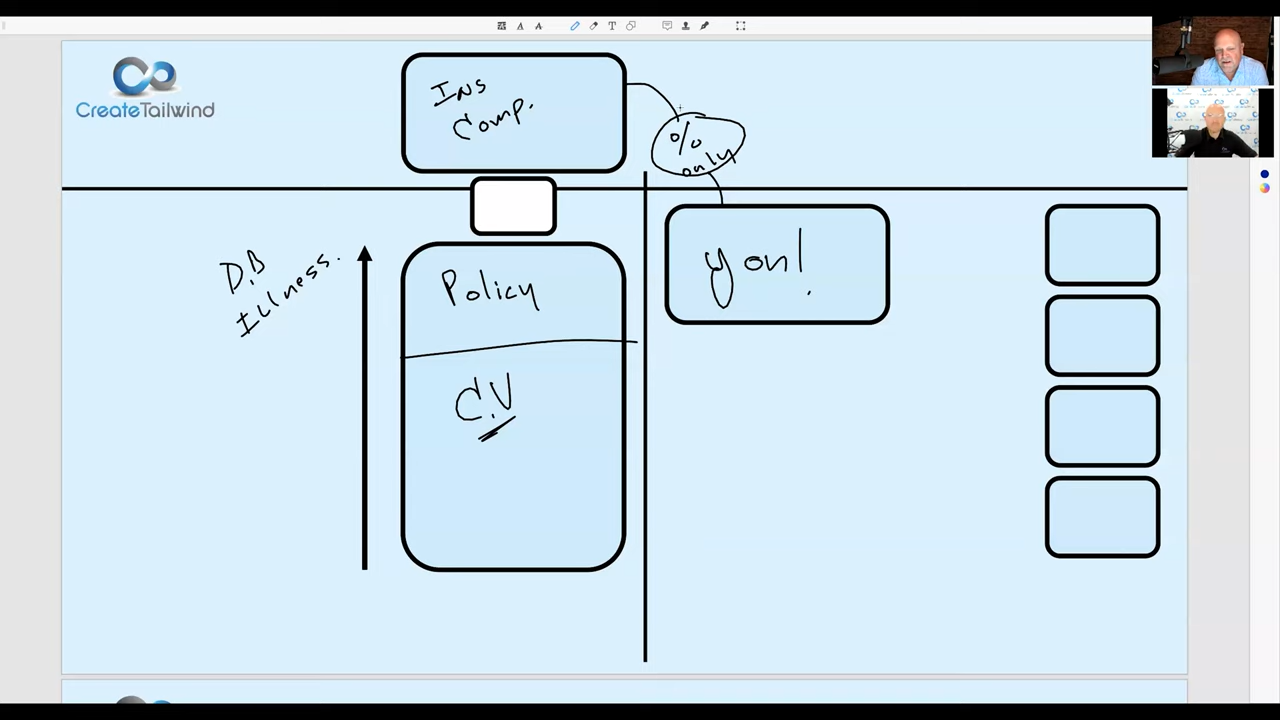 CreateTailwind
Ins
Comp.
%
only
D.B
Illness.
Policy
you!
C.V